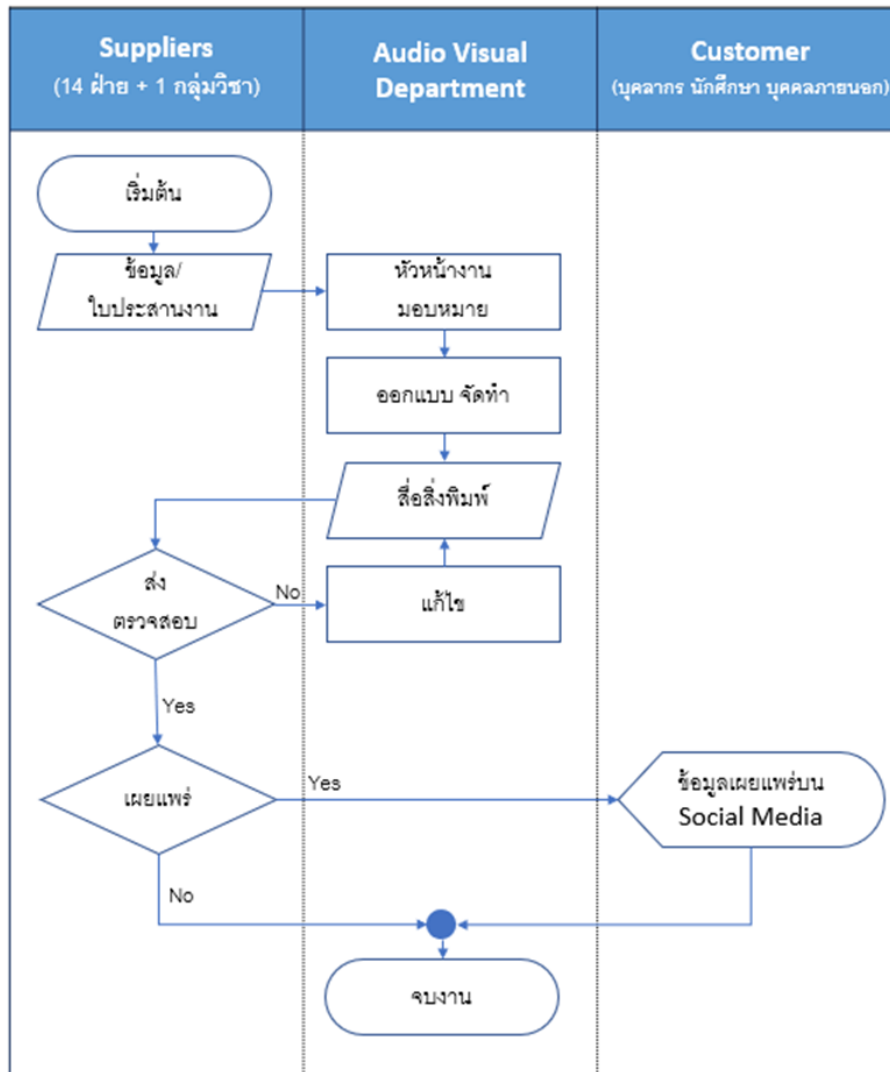 Suppliers
(14 ฝ่าย + 1 กลุ่มวิชา)
Audio Visual
Department
Customer
(บุคลากร นักศึกษา บุคคลภายนอก)
เริ่มต้น
ข้อมูล/
ใบประสานงาน
หัวหน้างาน
มอบหมาย
ออกแบบ จัดทำ
สื่อสิ่งพิมพ์
ส่ง
ตรวจสอบ
No
แก้ไข
Yes
เผยแพร่
Yes
ข้อมูลเผยแพร่บน
Social Media
No
จบงาน